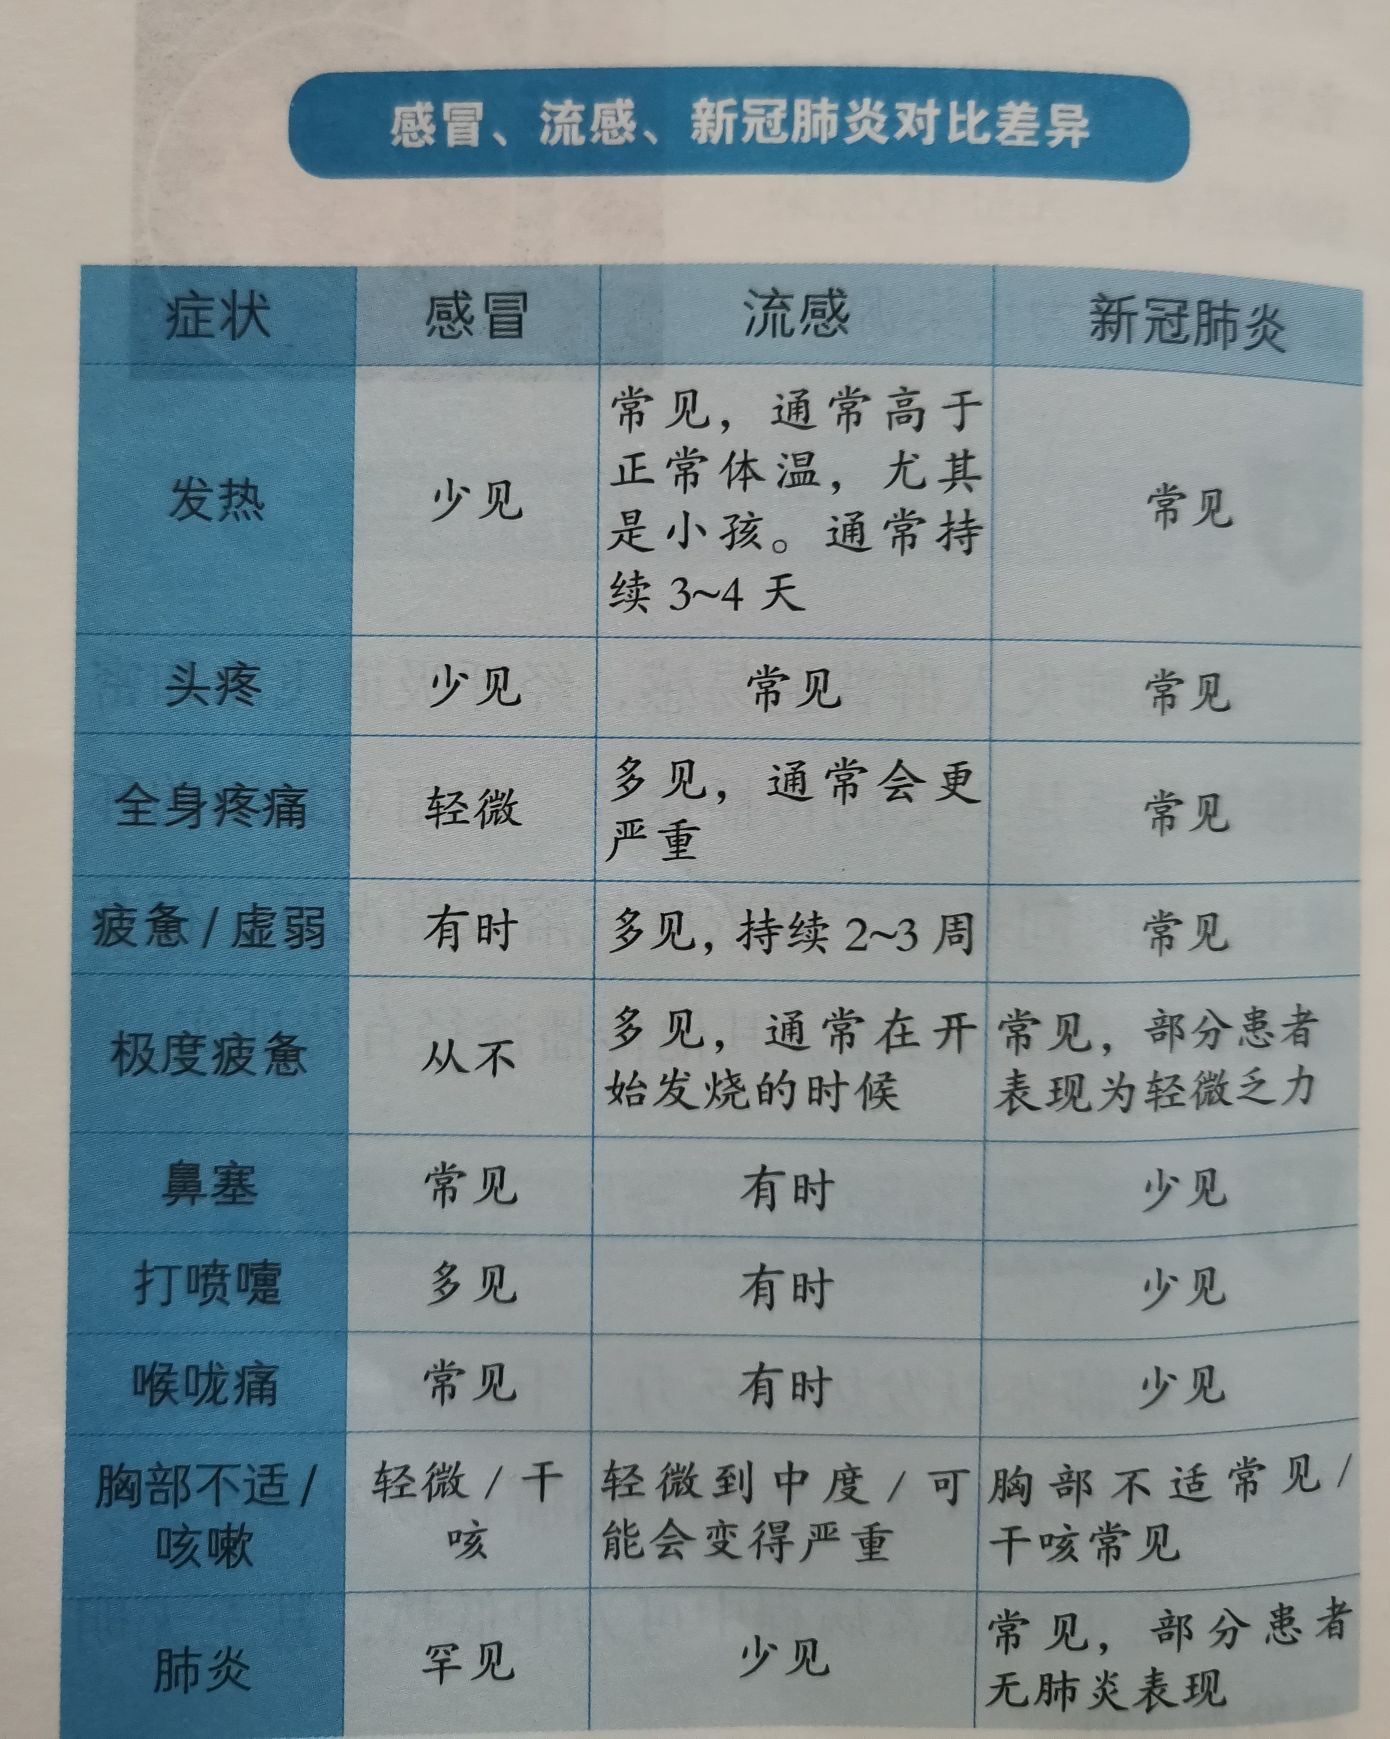 感冒、流感、新冠肺炎对比差异
症状 感冒 流感 新冠肺炎
发热 少见 常见，通常高于
正常体温，尤其
是小孩。通常持
续 3~4 天
常见
头疼 少见 常见 常见
全身疼痛 轻微 多见，通常会更
严重
常见
疲惫 / 虚弱 有时 多见，持续 2~3 周 常见
极度疲惫 从不 多见，通常在开
始发烧的时候
常见，部分患者
表现为轻微乏力
鼻塞 常见 有时 少见
打喷嚏 多见 有时 少见
喉咙痛 常见 有时 少见
胸部不适 /
咳嗽
轻微 / 干
咳
轻微到中度 / 可
能会变得严重
胸部不适常见 /
干咳常见
肺炎 罕见 少见 常见，部分患者
无肺炎表现